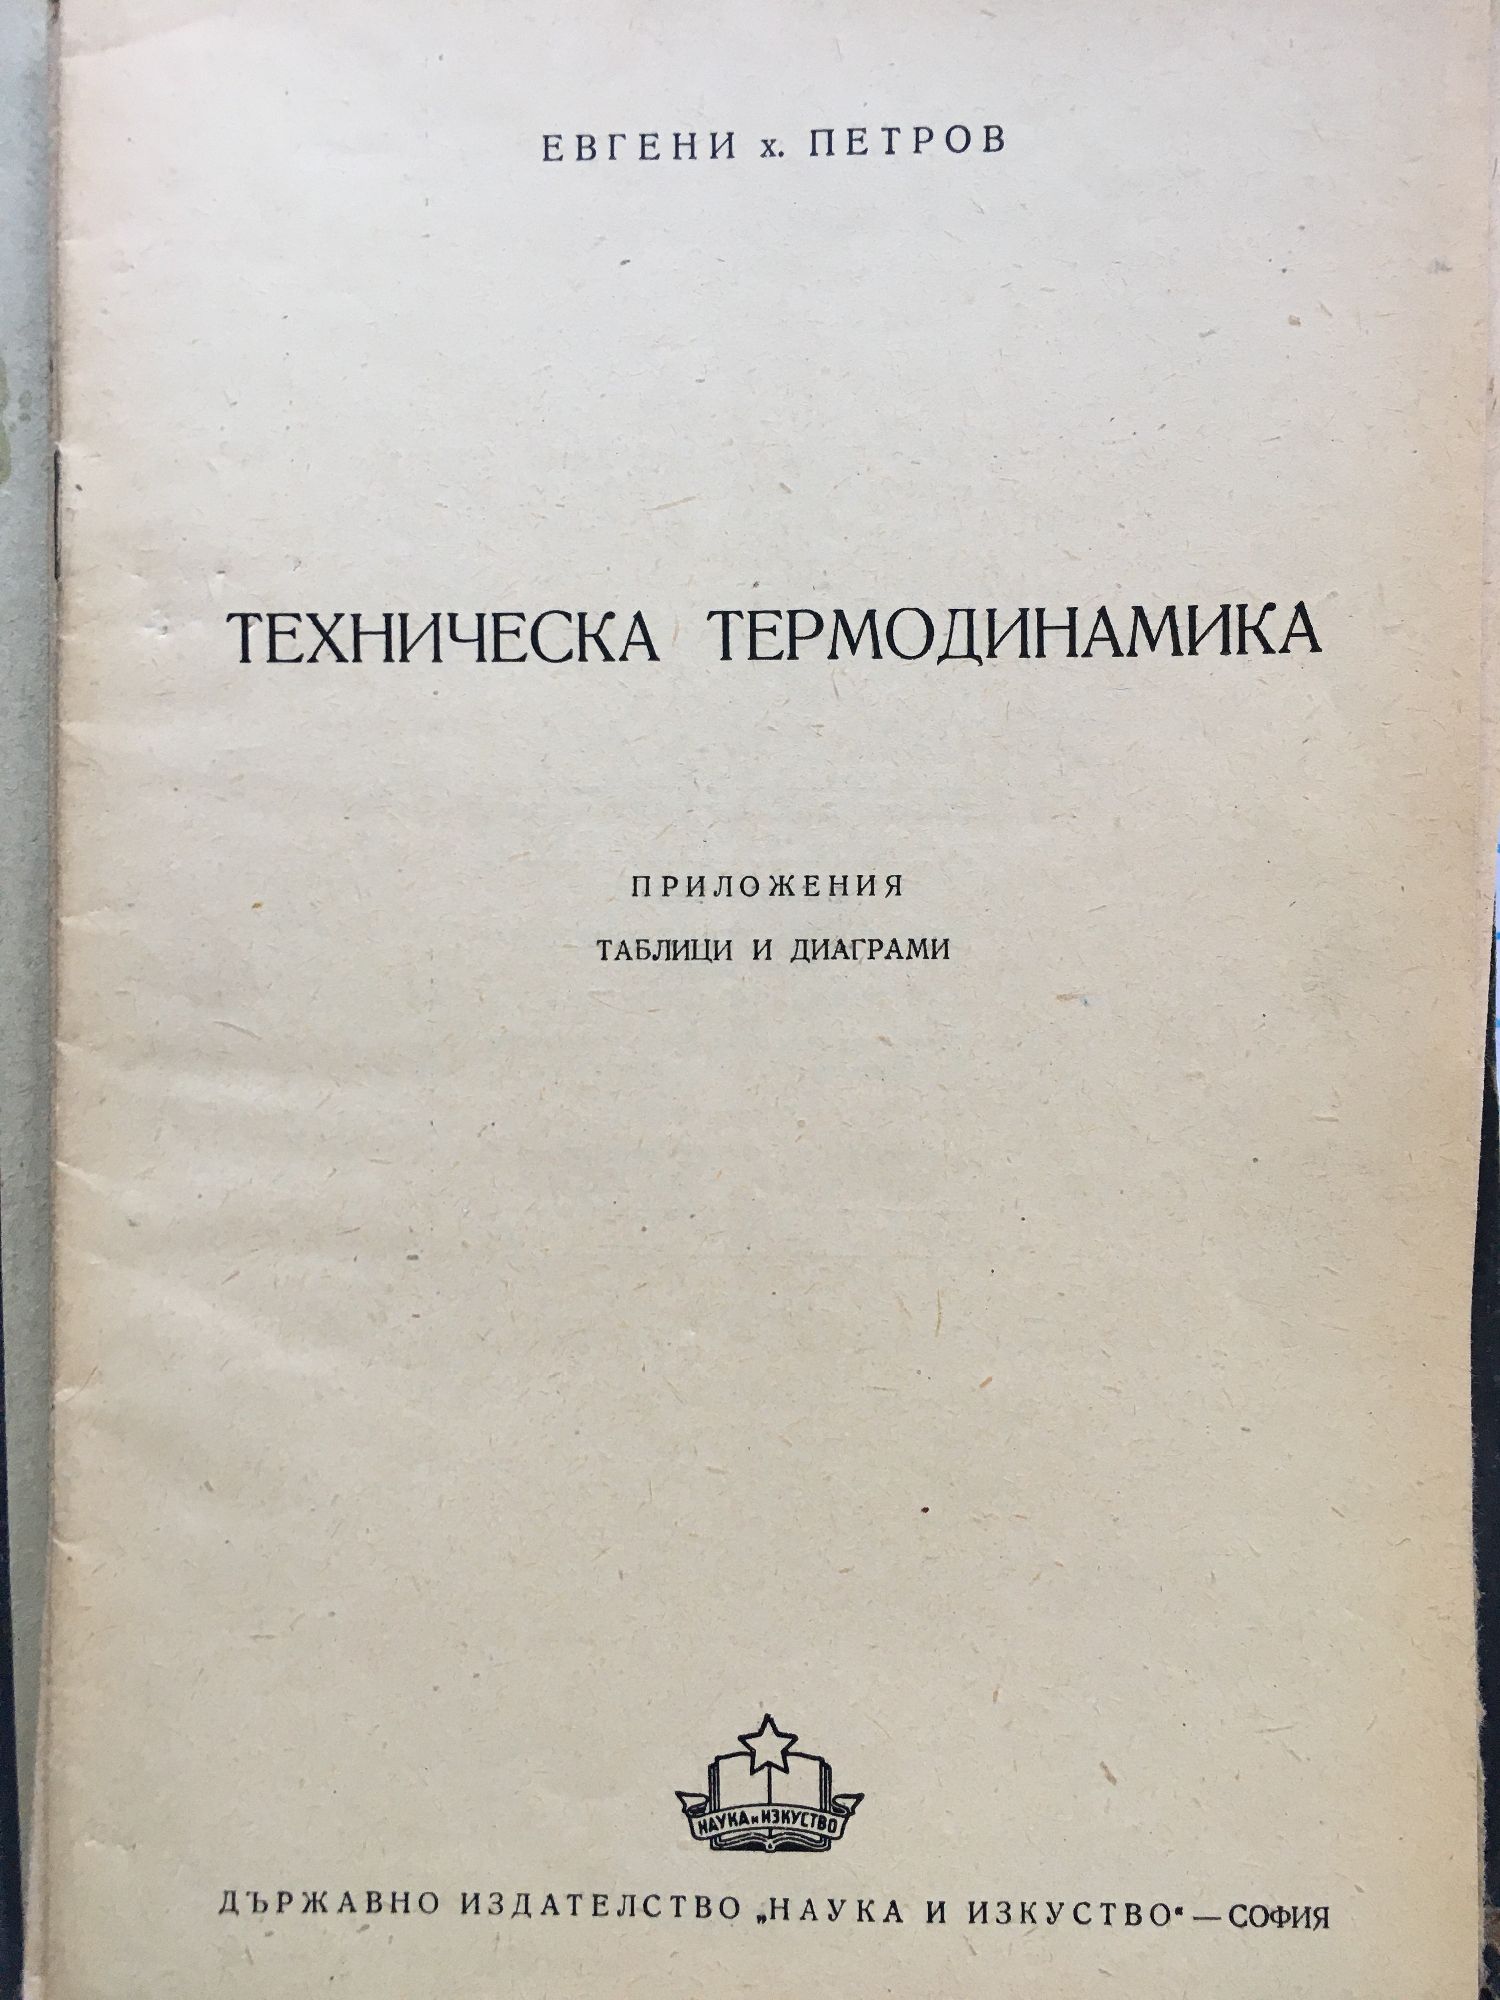 ЕВГЕНИ х. ПЕТРОВ
ТЕХНИЧЕСКА ТЕРМОДИНАМИКА
ПРИЛОЖЕНИЯ
ТАБЛИЦИ И ДИАГРАМИ
НАУКА и ИЗКУСТВО
ДЪРЖАВНО ИЗДАТЕЛСТВО „НАУКА И ИЗКУСТВО“ — СОФИЯ